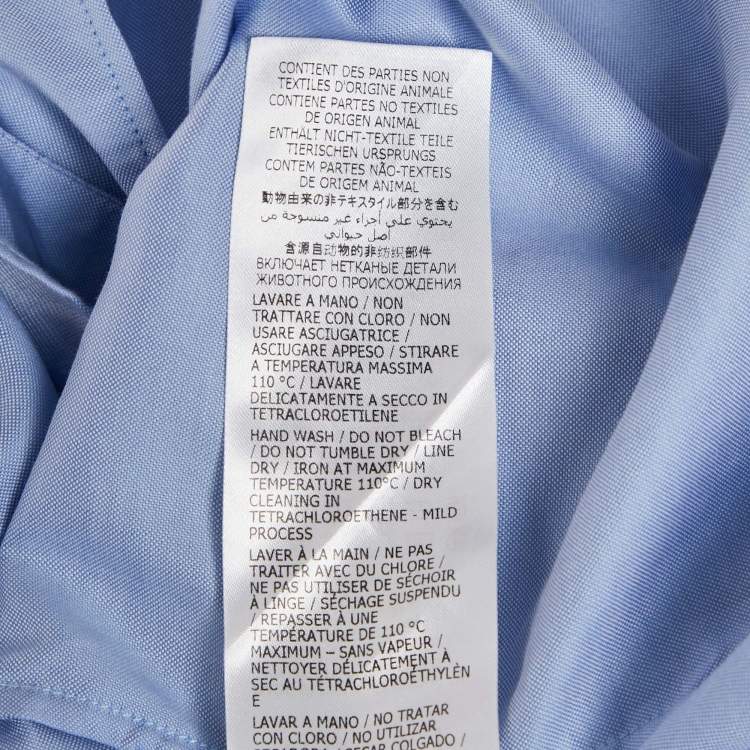 CONTIENT DES PARTIES NON
TEXTILES D'ORIGINE ANIMALE
CONTIENE PARTES NO TEXTILES
DE ORIGEN ANIMAL
ENTHÄLT NICHT-TEXTILE TEILE
TIERISCHEN URSPRUNGS
CONTEM PARTES NÃO-TEXTEIS
DE ORIGEM ANIMAL
動物由来の非テキスタイル部分を含む
يحتوي على أجزاء غير منسوجة من
أصل حيواني
含源自动物的非纺织部件
ВКЛЮЧАЕТ НЕТКАНЫЕ ДЕТАЛИ
ЖИВОТНОГО ПРОИСХОЖДЕНИЯ
LAVARE A MANO / NON
TRATTARE CON CLORO / NON
USARE ASCIUGATRICE /
ASCIUGARE APPESO / STIRARE
A TEMPERATURA MASSIMA
110 °C / LAVARE
DELICATAMENTE A SECCO IN
TETRACLOROETILENE
HAND WASH / DO NOT BLEACH
/ DO NOT TUMBLE DRY / LINE
DRY / IRON AT MAXIMUM
TEMPERATURE 110°C / DRY
CLEANING IN
TETRACHLOROETHENE - MILD
PROCESS
LAVER À LA MAIN / NE PAS
TRAITER AVEC DU CHLORE /
NE PAS UTILISER DE SÉCHOIR
À LINGE / SÉCHAGE SUSPENDU
/ REPASSER À UNE
TEMPÉRATURE DE 110 °C
MAXIMUM – SANS VAPEUR /
NETTOYER DÉLICATEMENT À
SEC AU TÉTRACHLOROÉTHYLÈN
E
LAVAR A MANO / NO TRATAR
CON CLORO / NO UTILIZAR
SECADORA / SECAR COLGADO /